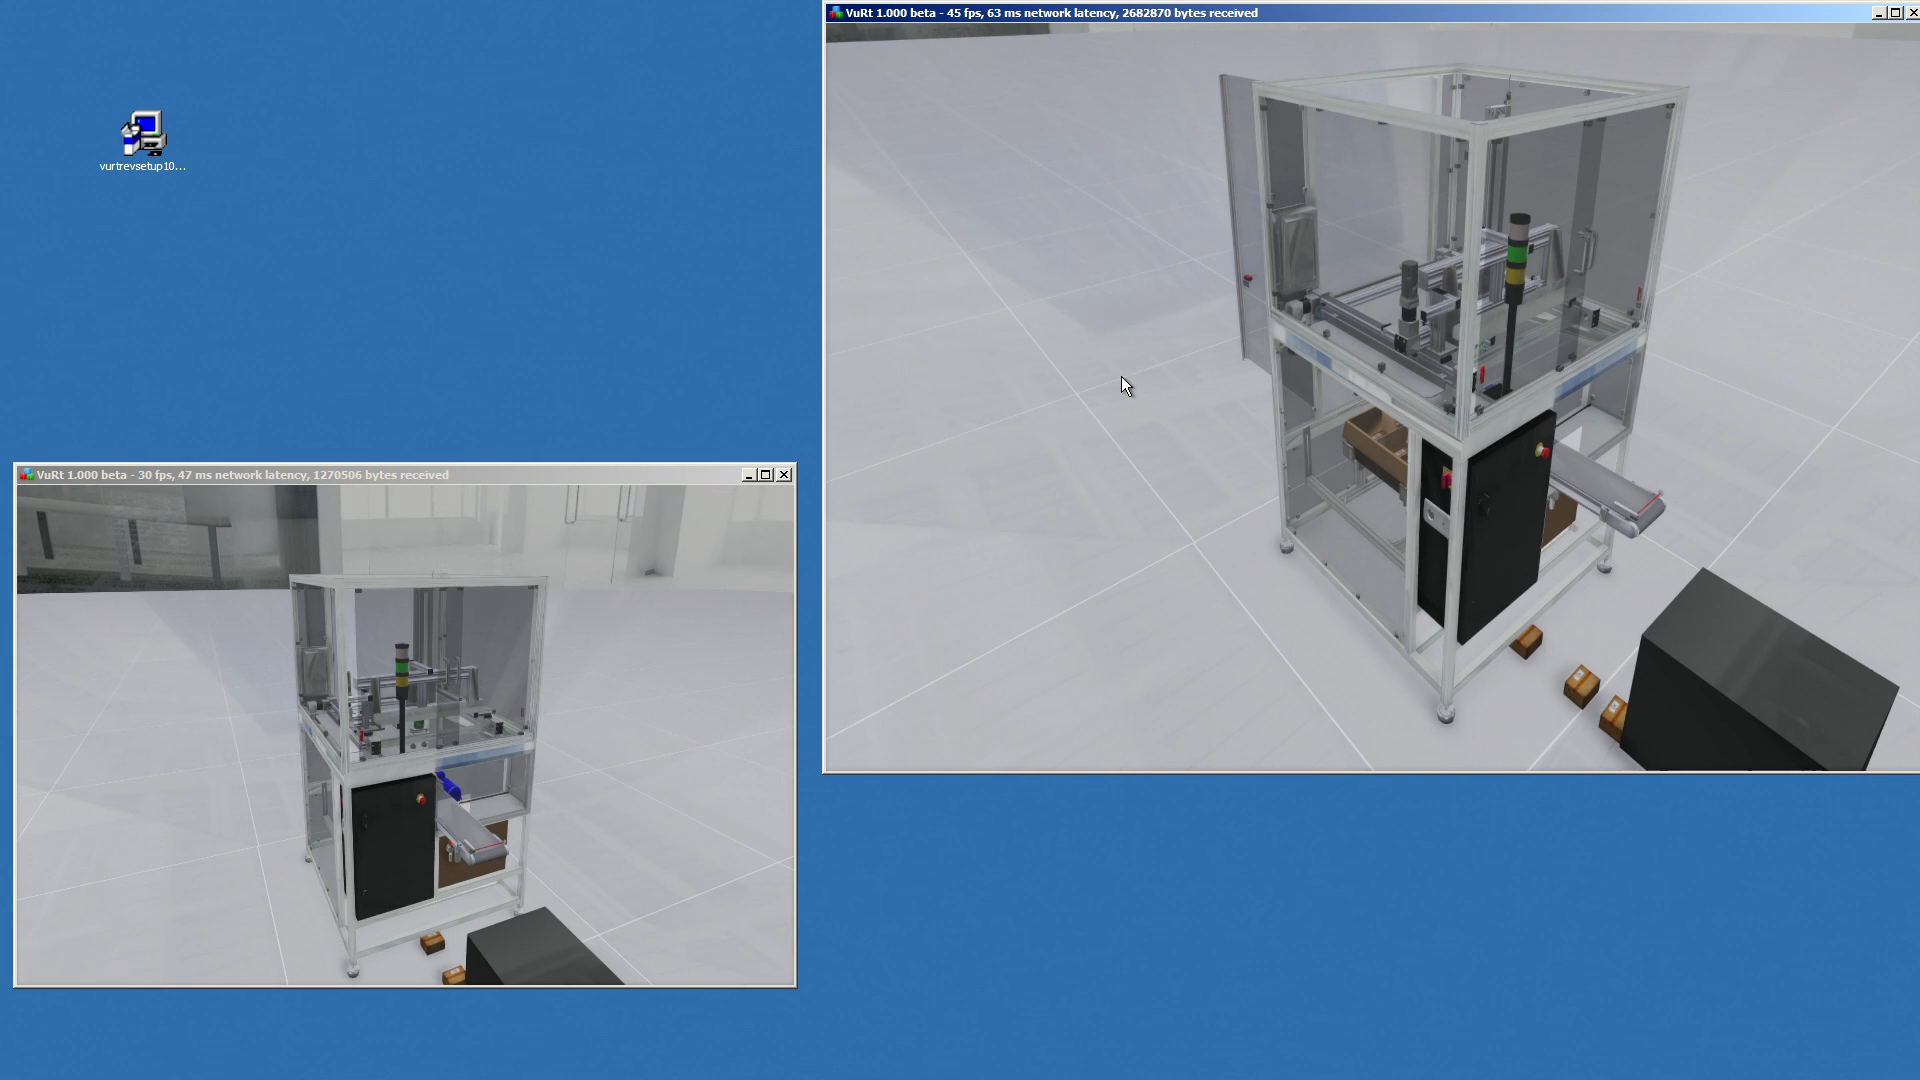 VuRt 1.000 beta - 45 fps, 63 ms network latency, 2682870 bytes received
vurtrevsetup10...
VuRt 1.000 beta - 30 fps, 47 ms network latency, 1270506 bytes received